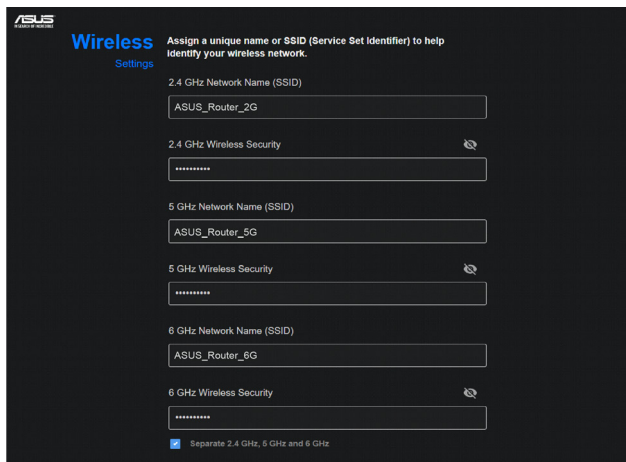 ASUS
IN SEARCH OF INCREDIBLE
Wireless
Settings
Assign a unique name or SSID (Service Set Identifier) to help
identify your wireless network.
2.4 GHz Network Name (SSID)
ASUS_Router_2G
2.4 GHz Wireless Security
••••••••••
5 GHz Network Name (SSID)
ASUS_Router_5G
5 GHz Wireless Security
••••••••••
6 GHz Network Name (SSID)
ASUS_Router_6G
6 GHz Wireless Security
••••••••••
Separate 2.4 GHz, 5 GHz and 6 GHz